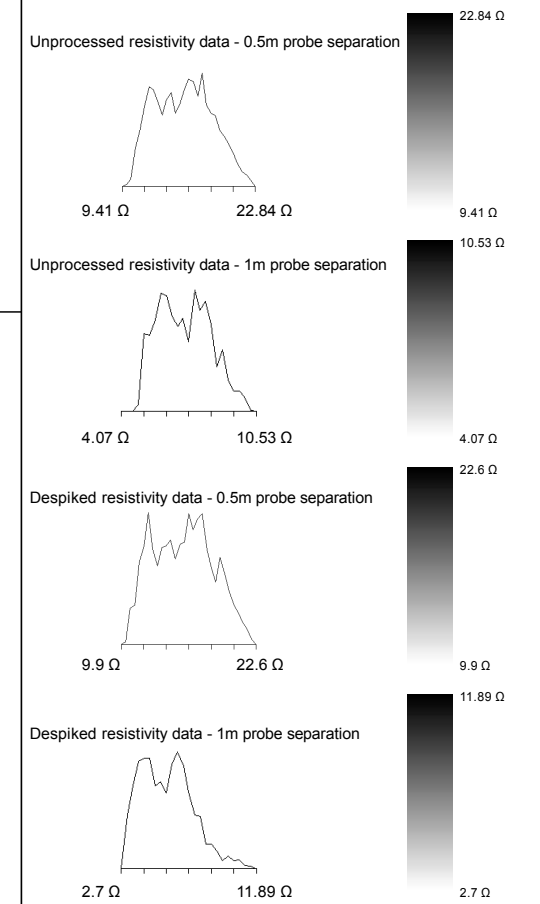 22.84 Ω
Unprocessed resistivity data - 0.5m probe separation
9.41 Ω 22.84 Ω
9.41 Ω
10.53 Ω
Unprocessed resistivity data - 1m probe separation
4.07 Ω 10.53 Ω
4.07 Ω
22.6 Ω
Despiked resistivity data - 0.5m probe separation
9.9 Ω 22.6 Ω
9.9 Ω
11.89 Ω
Despiked resistivity data - 1m probe separation
2.7 Ω 11.89 Ω
2.7 Ω